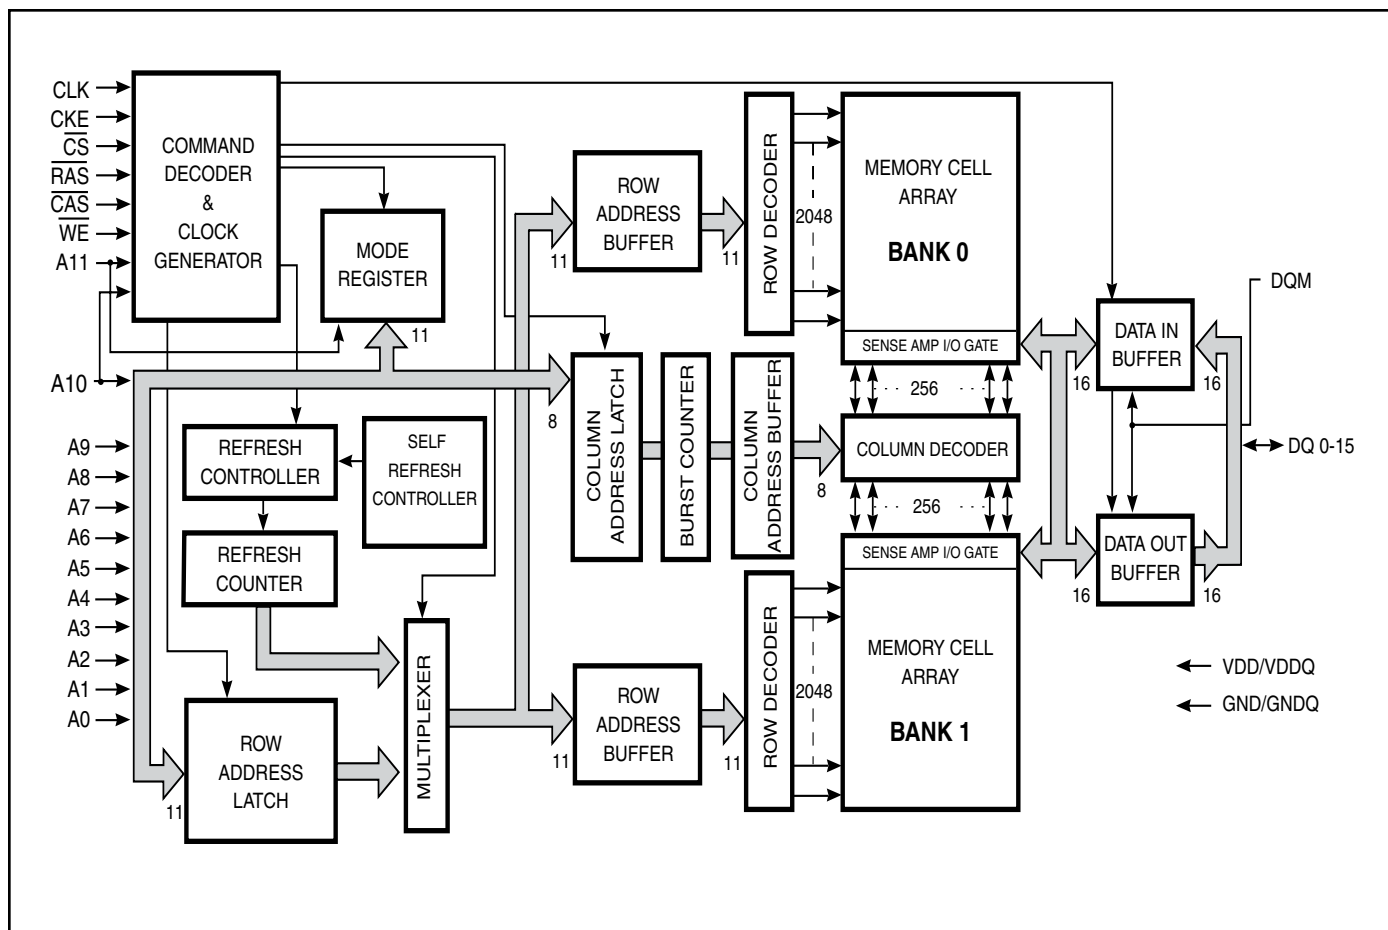 CLK
CKE
C̅S̅
R̅A̅S̅
C̅A̅S̅
W̅E̅
A11
A10
A9
A8
A7
A6
A5
A4
A3
A2
A1
A0
COMMAND
DECODER
&
CLOCK
GENERATOR
MODE
REGISTER
11
REFRESH
CONTROLLER
SELF
REFRESH
CONTROLLER
REFRESH
COUNTER
ROW
ADDRESS
LATCH
11
MULTIPLEXER
ROW
ADDRESS
BUFFER
11
11
ROW DECODER
2048
MEMORY CELL
ARRAY
BANK 0
SENSE AMP I/O GATE
256
8
COLUMN
ADDRESS LATCH
BURST COUNTER
COLUMN
ADDRESS BUFFER
8
COLUMN DECODER
256
SENSE AMP I/O GATE
MEMORY CELL
ARRAY
BANK 1
ROW
ADDRESS
BUFFER
11
11
ROW DECODER
2048
DATA IN
BUFFER
16
16
DQM
DQ 0-15
DATA OUT
BUFFER
16
16
VDD/VDDQ
GND/GNDQ